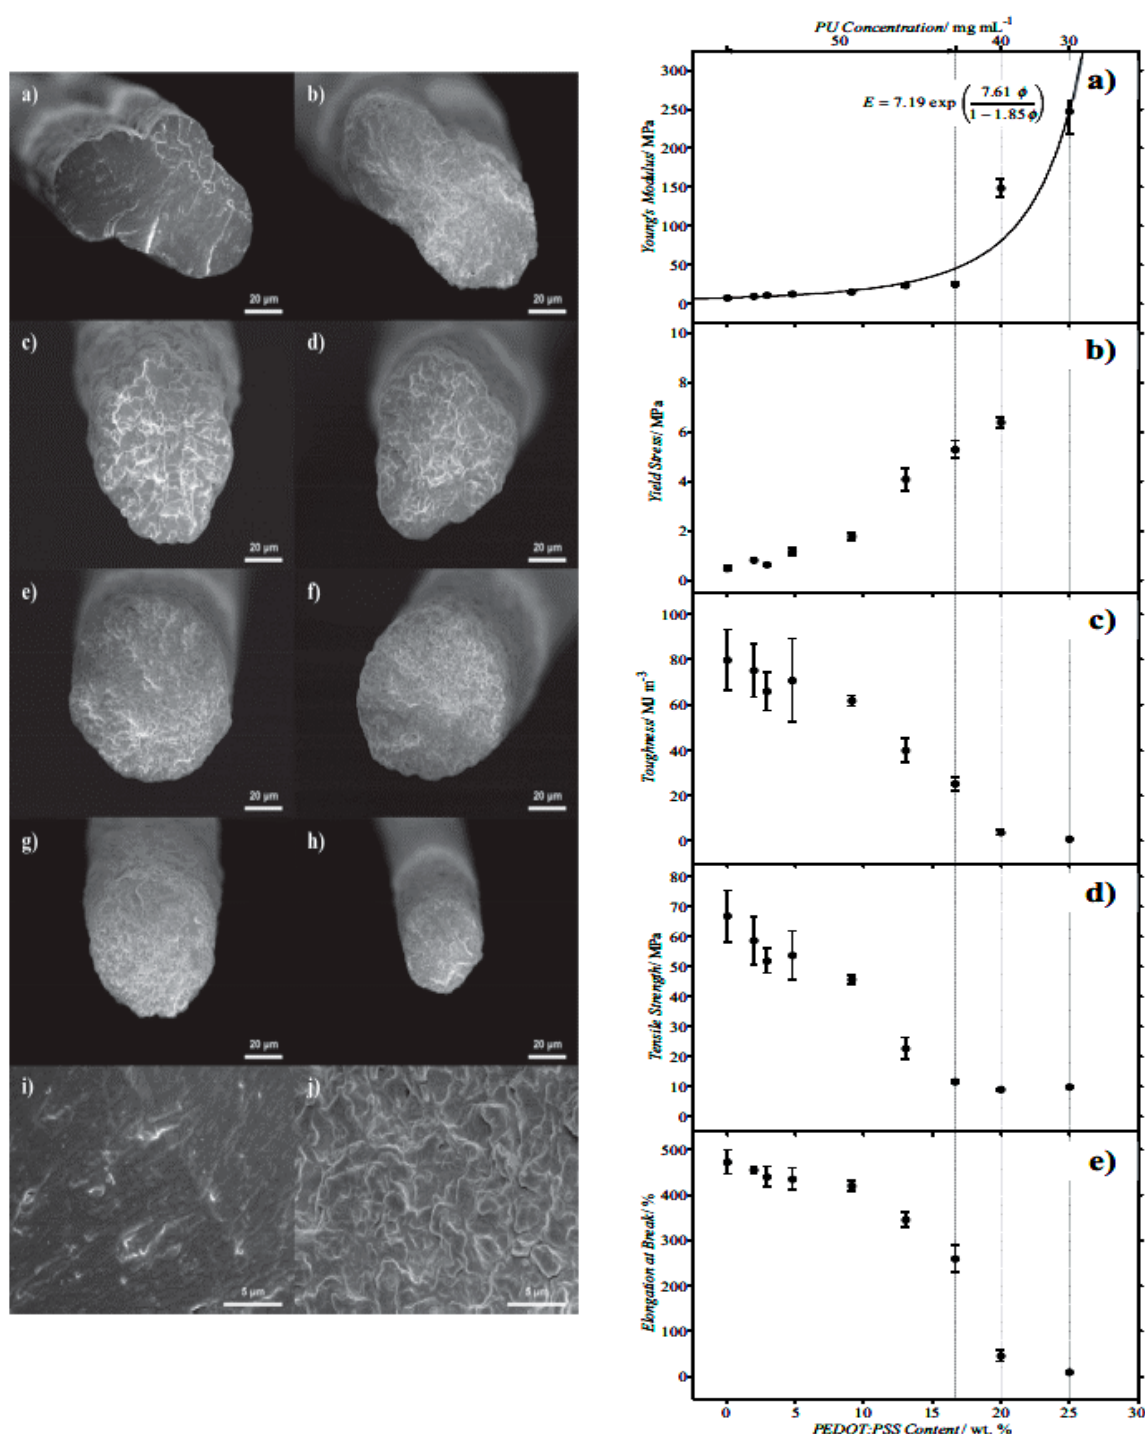 a)
b)
20 µm
20 µm
c)
d)
20 µm
20 µm
e)
f)
20 µm
20 µm
g)
h)
20 µm
20 µm
i)
j)
5 µm
5 µm
PU Concentration/ mg mL⁻¹
50
40
30
a)
E = 7.19 exp (7.61 ϕ / 1 − 1.85 ϕ)
Young's Modulus/ MPa
300
250
200
150
100
50
0
b)
Yield Stress/ MPa
10
8
6
4
2
0
c)
Toughness/ MJ m⁻³
100
80
60
40
20
0
d)
Tensile Strength/ MPa
80
70
60
50
40
30
20
10
0
e)
Elongation at Break/ %
500
400
300
200
100
0
0
5
10
15
20
25
30
PEDOT:PSS Content/ wt. %